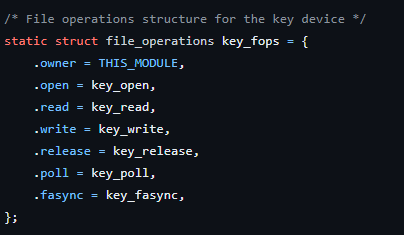 /* File operations structure for the key device */
static struct file_operations key_fops = {
    .owner = THIS_MODULE,
    .open = key_open,
    .read = key_read,
    .write = key_write,
    .release = key_release,
    .poll = key_poll,
    .fasync = key_fasync,
};